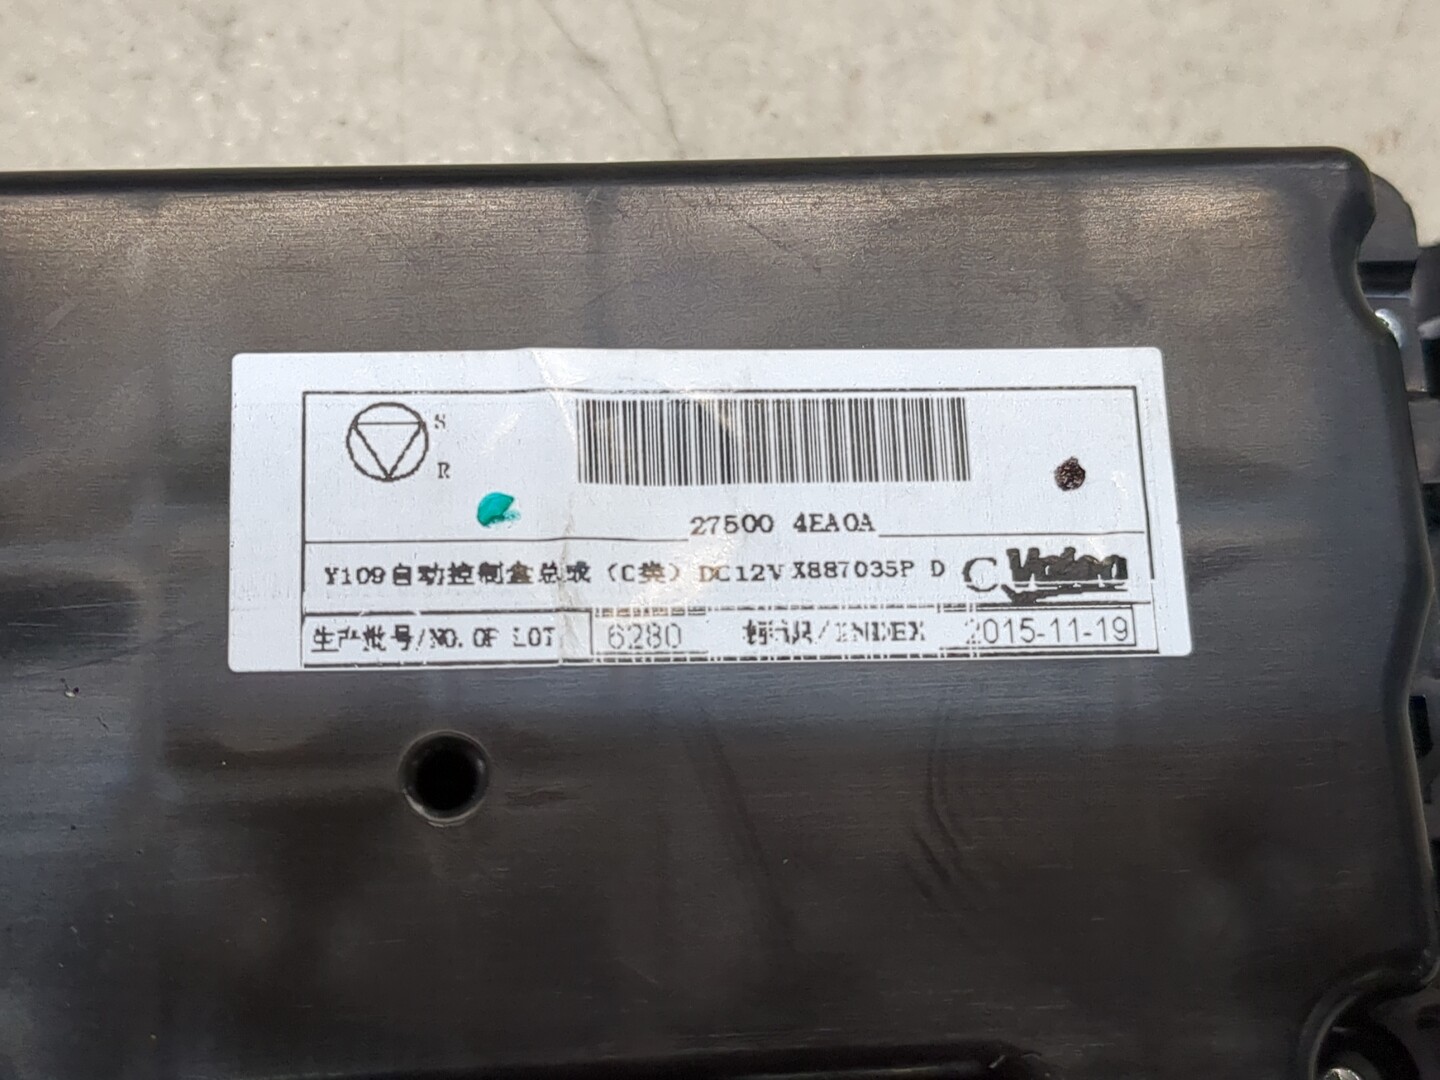 S
R
27500 4EA0A
Y109自动控制盒总成（C类）DC12V X887035P D C Valeo
生产批号/NO. OF LOT 6280 /INDEX 2015-11-19